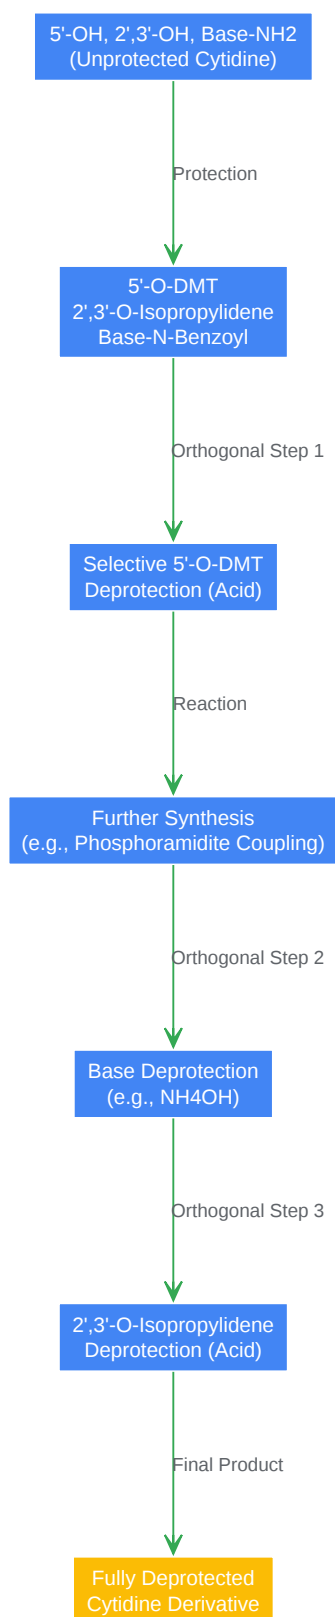 5'-OH, 2',3'-OH, Base-NH2
(Unprotected Cytidine)
Protection
5'-O-DMT
2',3'-O-Isopropylidene
Base-N-Benzoyl
Orthogonal Step 1
Selective 5'-O-DMT
Deprotection (Acid)
Reaction
Further Synthesis
(e.g., Phosphoramidite Coupling)
Orthogonal Step 2
Base Deprotection
(e.g., NH4OH)
Orthogonal Step 3
2',3'-O-Isopropylidene
Deprotection (Acid)
Final Product
Fully Deprotected
Cytidine Derivative